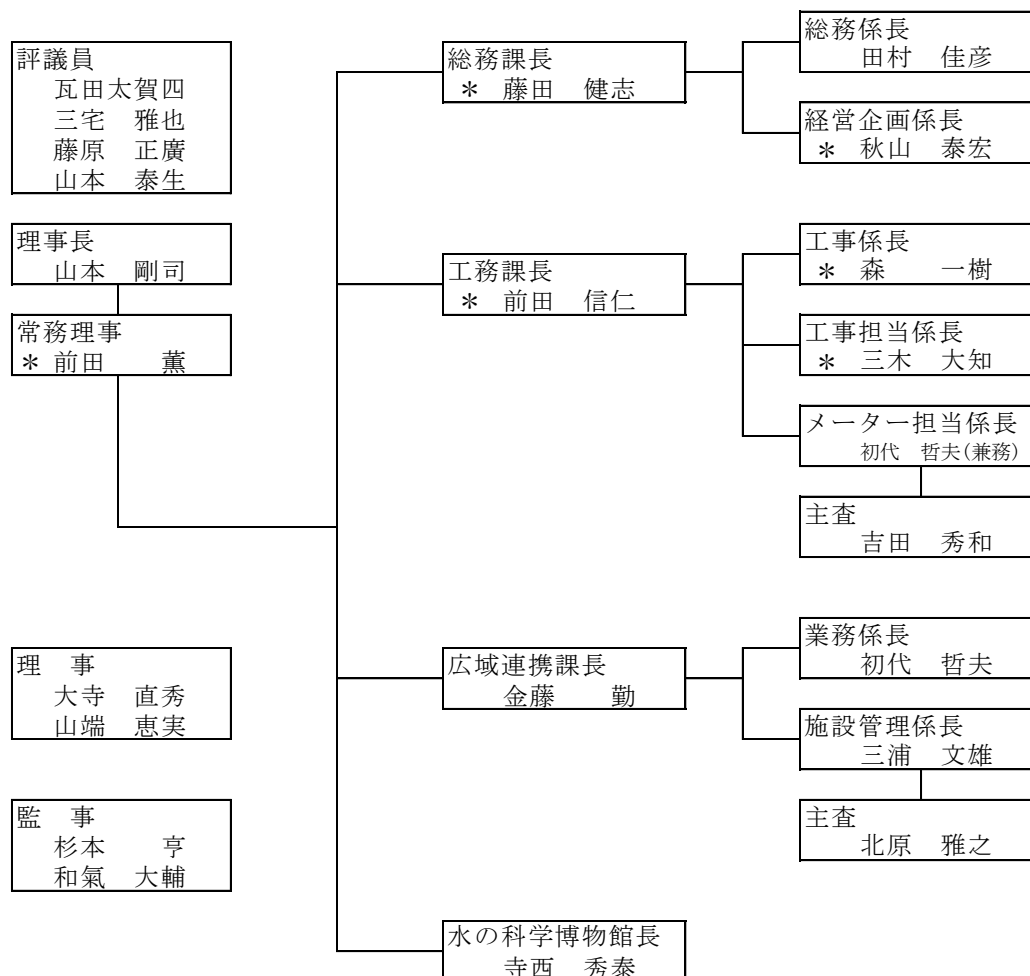 評議員
瓦田太賀四
三宅　雅也
藤原　正廣
山本　泰生
理事長
山本　剛司
常務理事
＊ 前田　　薫
理　事
大寺　直秀
山端　恵実
監　事
杉本　　亨
和氣　大輔
総務課長
＊　藤田　健志
総務係長
田村　佳彦
経営企画係長
＊　秋山　泰宏
工務課長
＊　前田　信仁
工事係長
＊　森　　一樹
工事担当係長
＊　三木　大知
メーター担当係長
初代　哲夫(兼務)
主査
吉田　秀和
広域連携課長
金藤　　勤
業務係長
初代　哲夫
施設管理係長
三浦　文雄
主査
北原　雅之
水の科学博物館長
寺西　秀泰